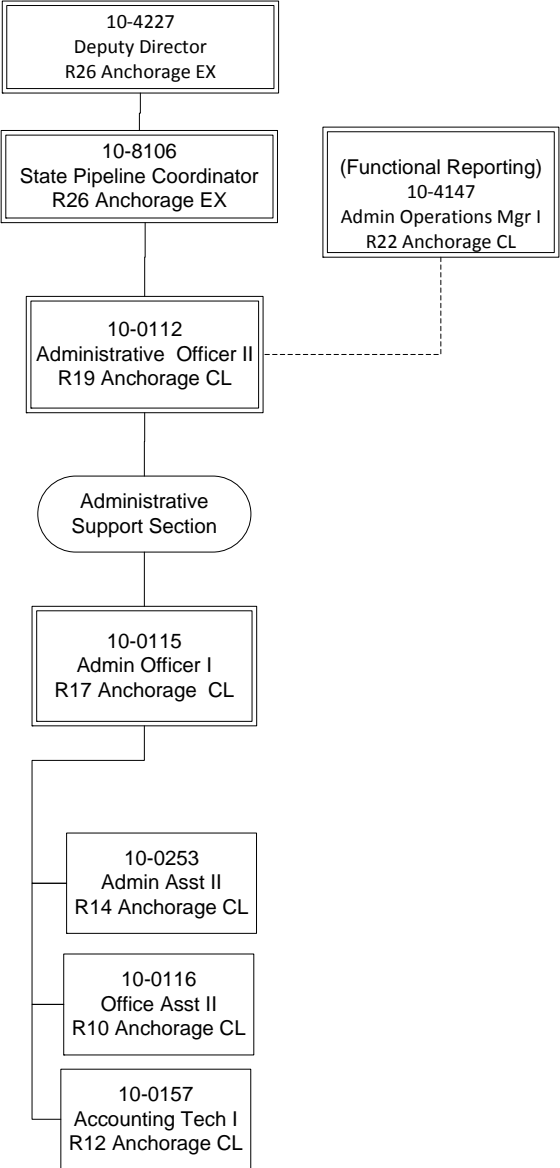 10-4227
Deputy Director
R26 Anchorage EX
10-8106
State Pipeline Coordinator
R26 Anchorage EX
(Functional Reporting)
10-4147
Admin Operations Mgr I
R22 Anchorage CL
10-0112
Administrative Officer II
R19 Anchorage CL
Administrative
Support Section
10-0115
Admin Officer I
R17 Anchorage CL
10-0253
Admin Asst II
R14 Anchorage CL
10-0116
Office Asst II
R10 Anchorage CL
10-0157
Accounting Tech I
R12 Anchorage CL